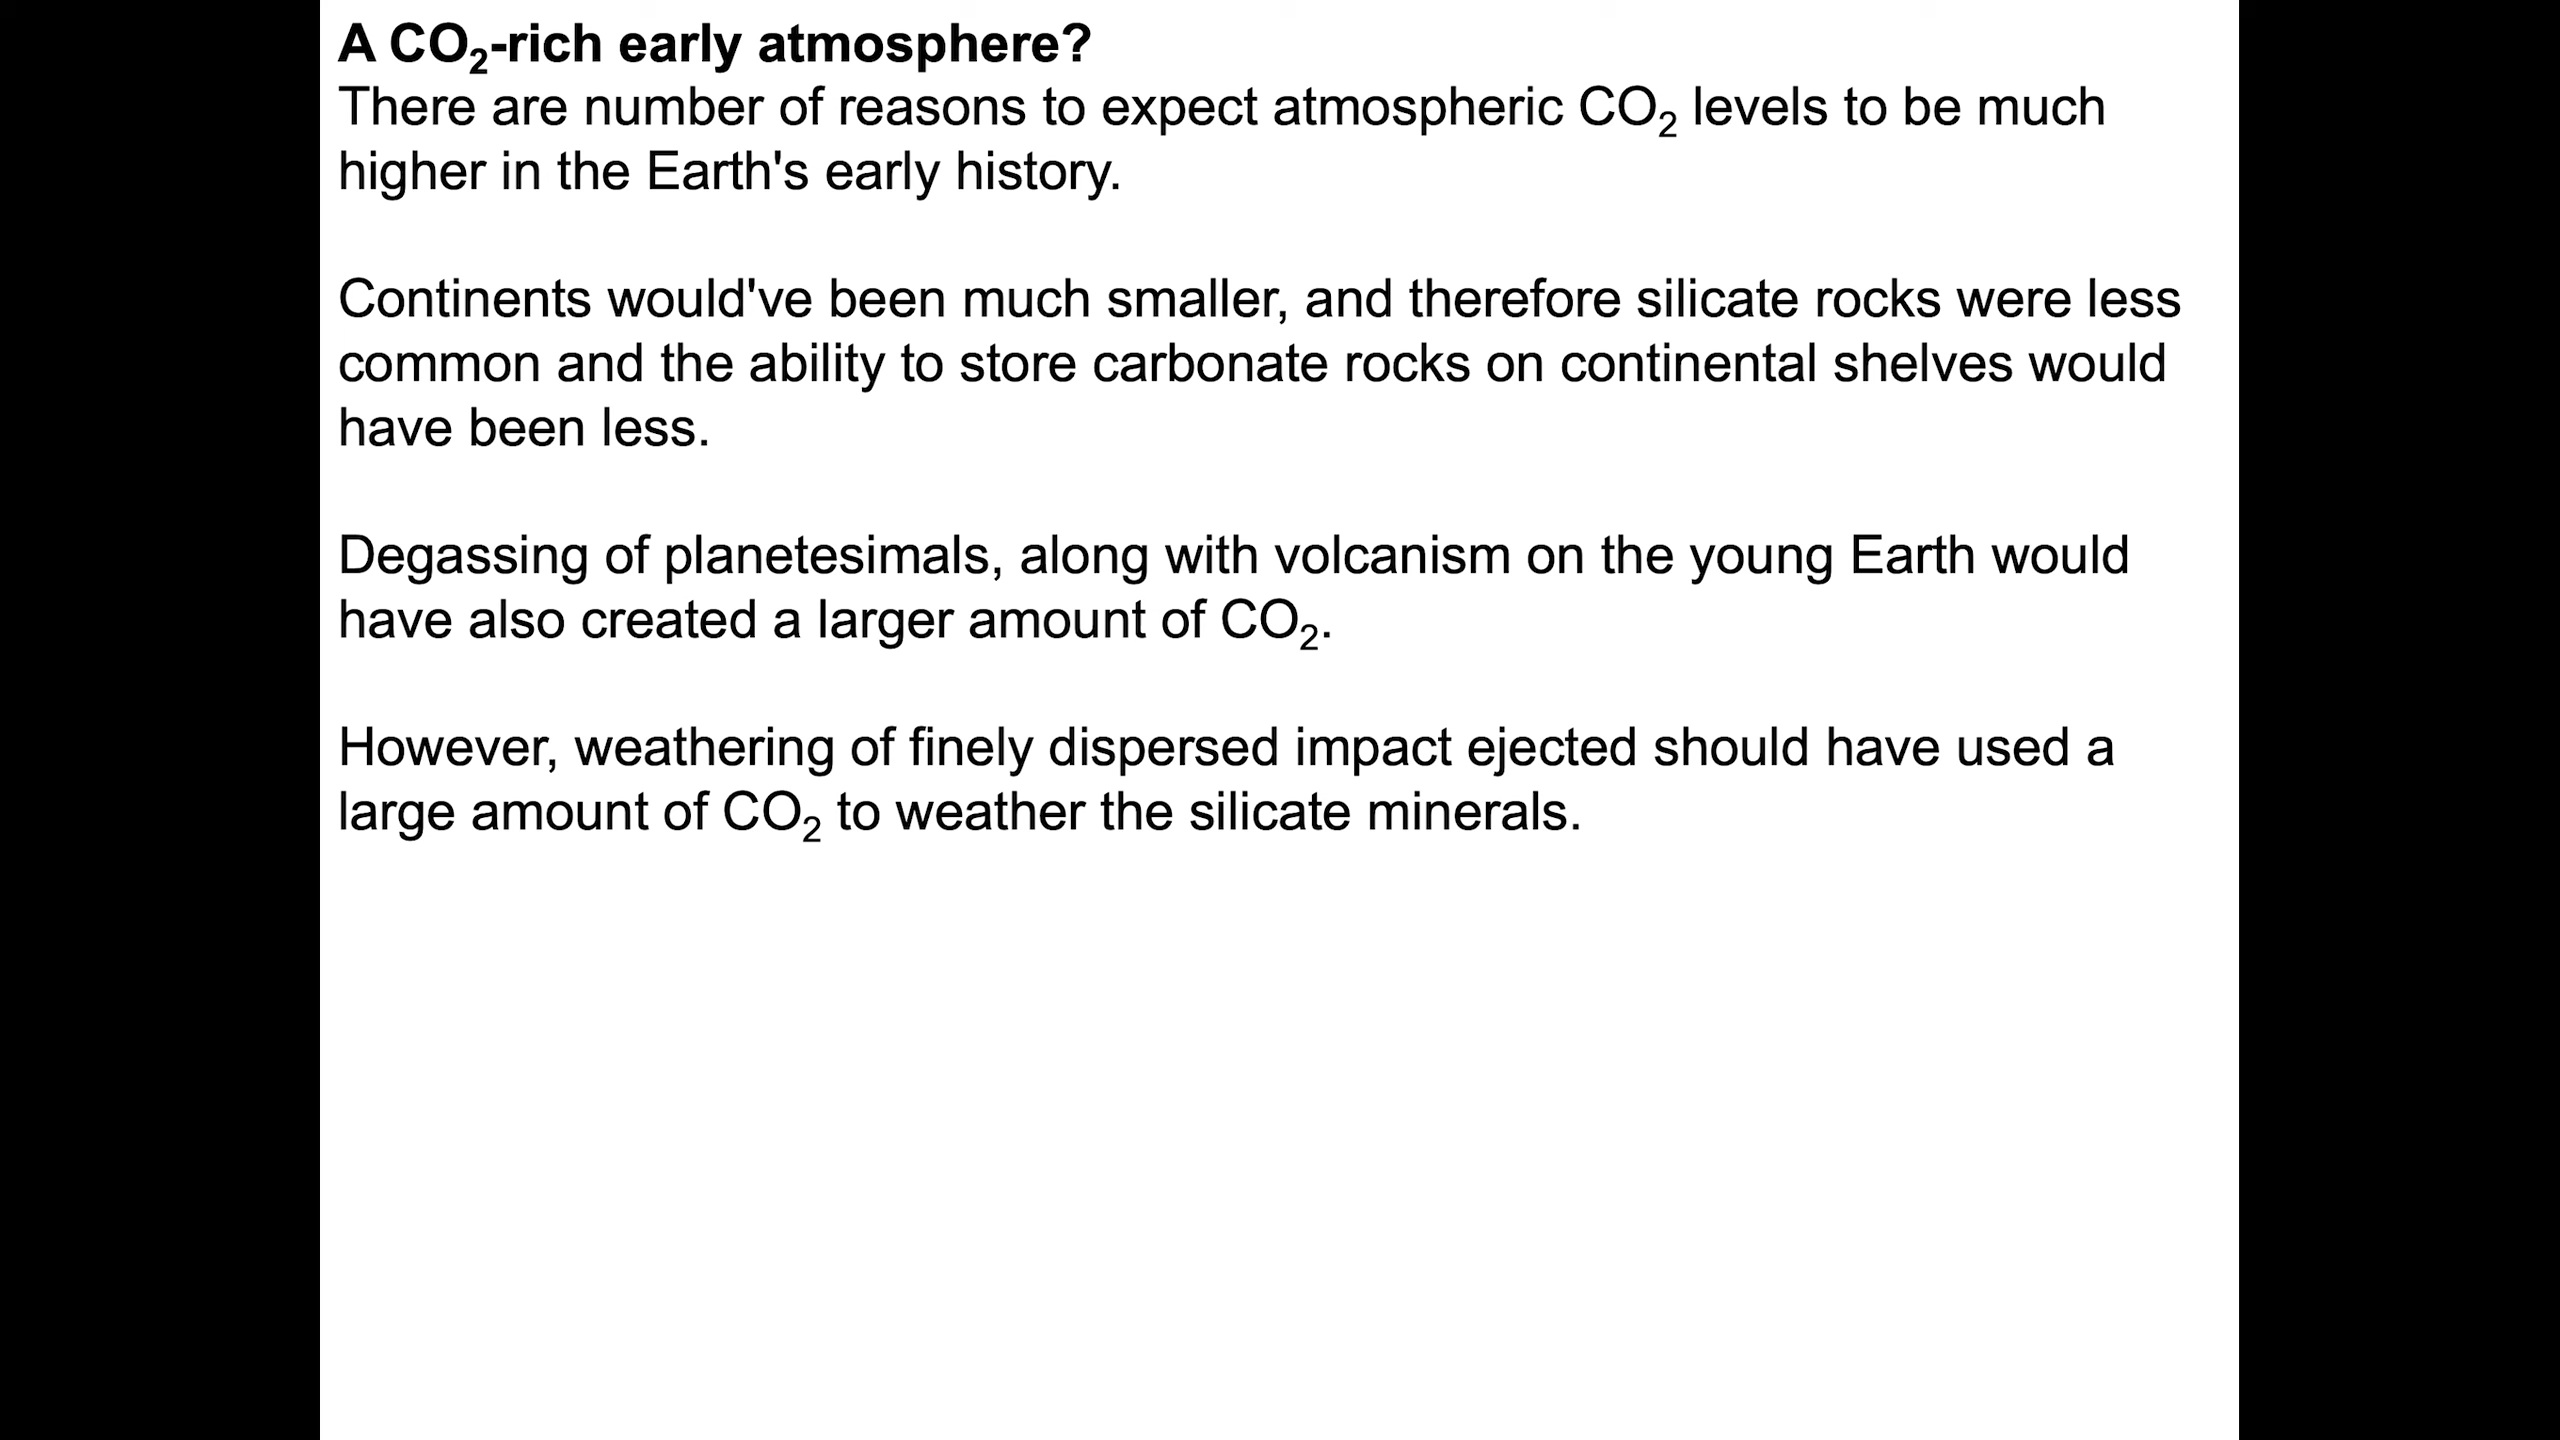 A CO₂-rich early atmosphere?
There are number of reasons to expect atmospheric CO₂ levels to be much
higher in the Earth's early history.
Continents would've been much smaller, and therefore silicate rocks were less
common and the ability to store carbonate rocks on continental shelves would
have been less.
Degassing of planetesimals, along with volcanism on the young Earth would
have also created a larger amount of CO₂.
However, weathering of finely dispersed impact ejected should have used a
large amount of CO₂ to weather the silicate minerals.